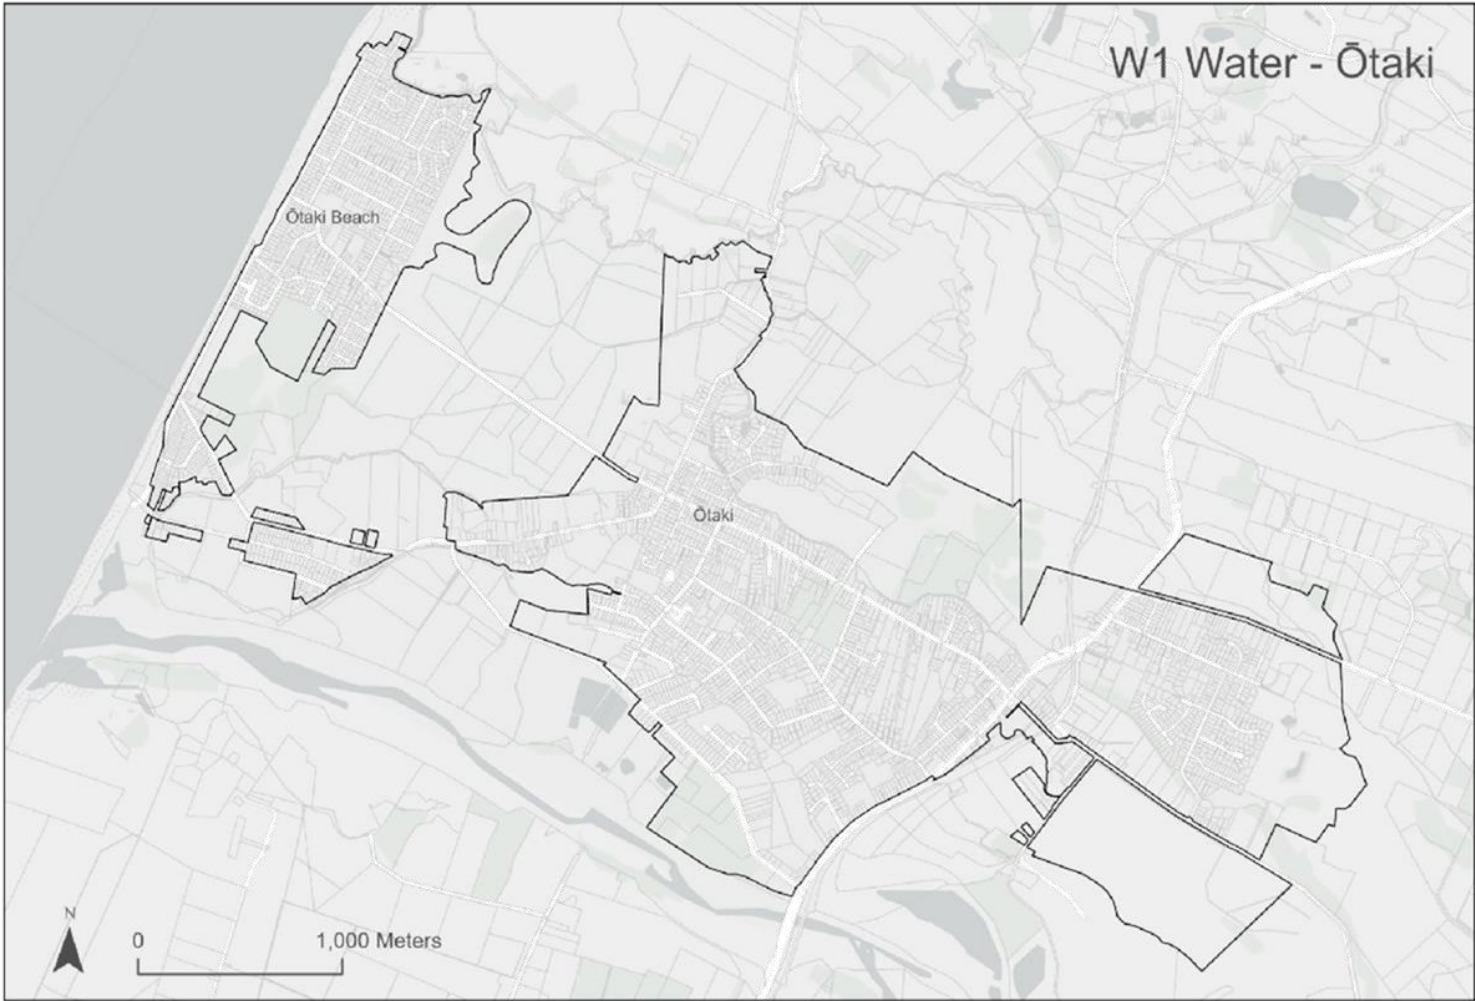 W1 Water - Ōtaki
Ōtaki Beach
Ōtaki
N
0 1,000 Meters